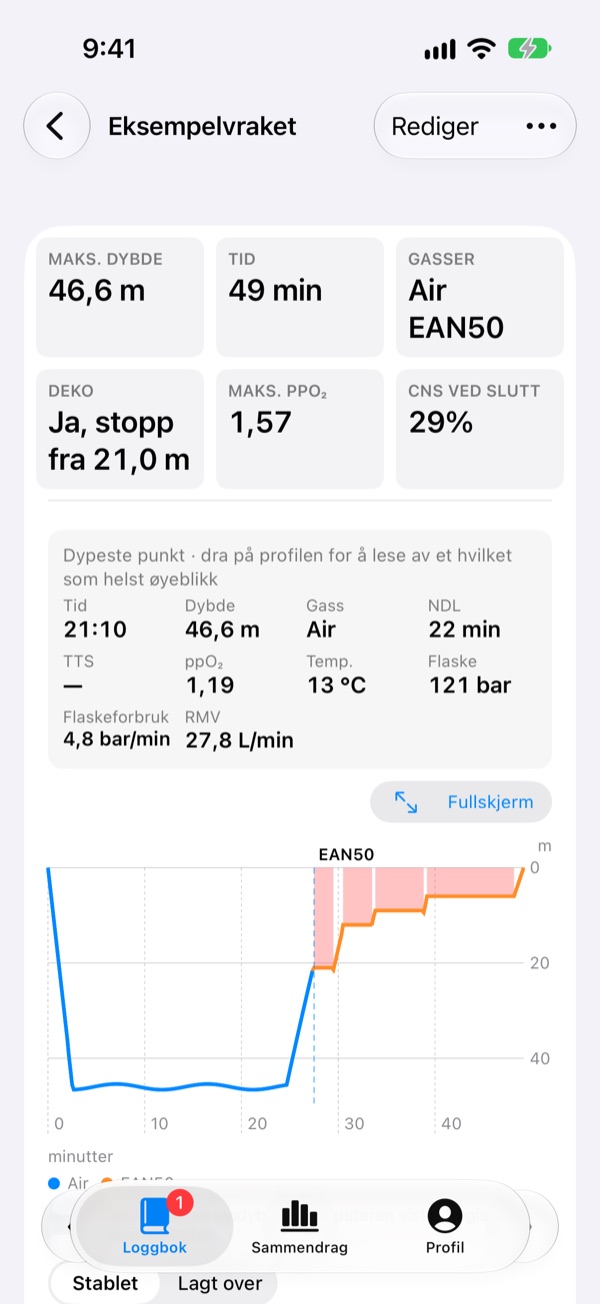 9:41
Eksempelvraket
Rediger
MAKS. DYBDE
46,6 m
TID
49 min
GASSER
Air
EAN50
DEKO
Ja, stopp
fra 21,0 m
MAKS. PPO₂
1,57
CNS VED SLUTT
29%
Dypeste punkt · dra på profilen for å lese av et hvilket
som helst øyeblikk
Tid
21:10
Dybde
46,6 m
Gass
Air
NDL
22 min
TTS
—
ppO₂
1,19
Temp.
13 °C
Flaske
121 bar
Flaskeforbruk
4,8 bar/min
RMV
27,8 L/min
Fullskjerm
EAN50
m
0
20
40
0 10 20 30 40
minutter
Air EAN50
1
Loggbok
Sammendrag
Profil
Stablet
Lagt over